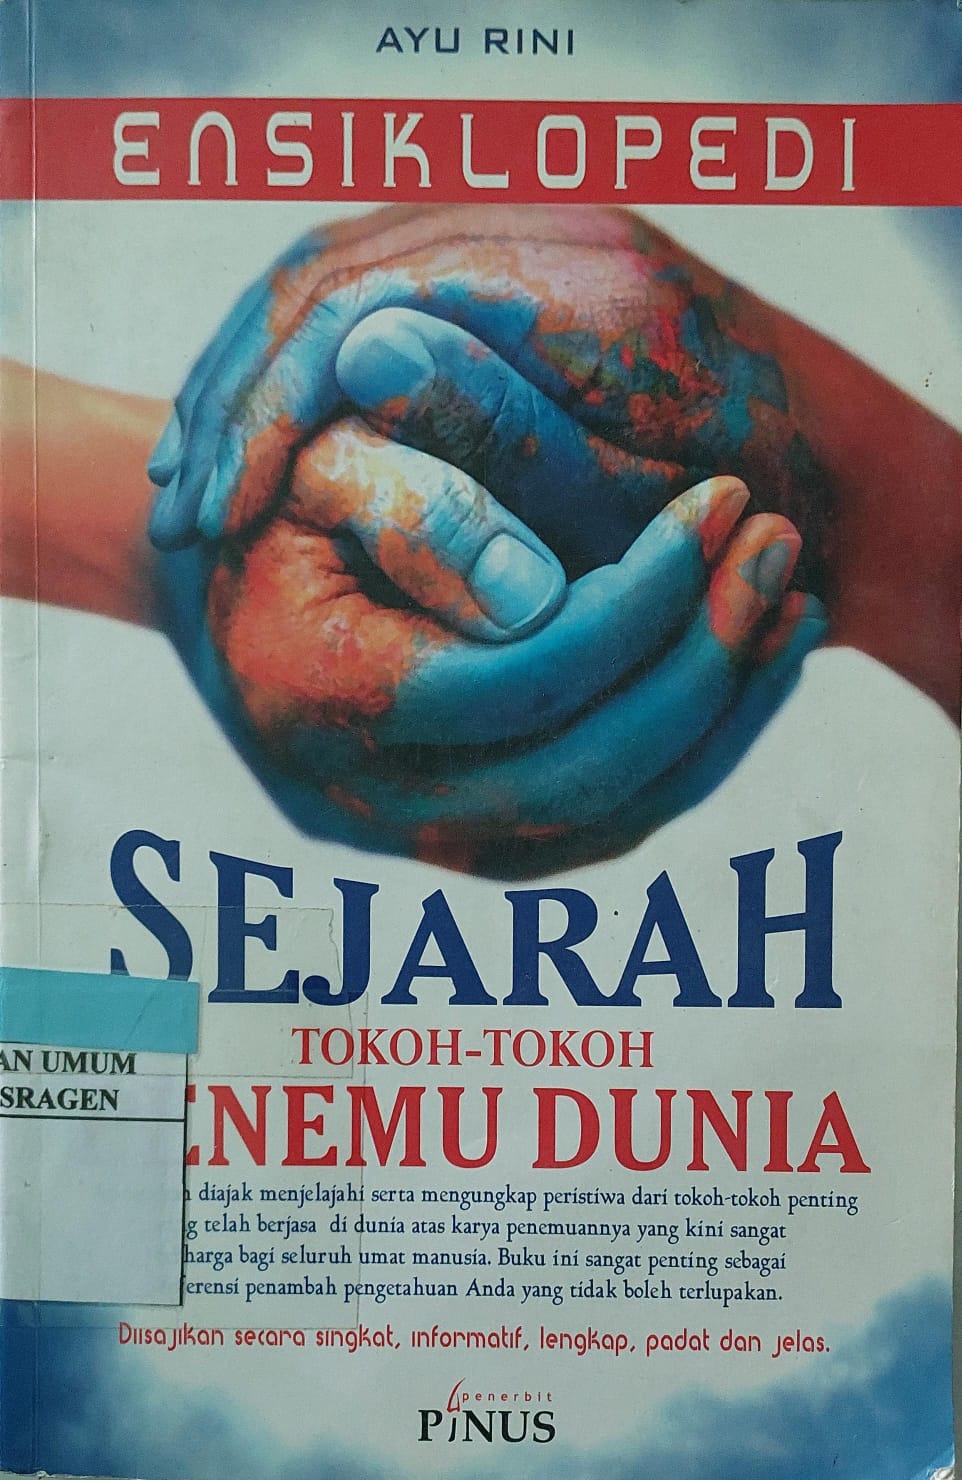 AYU RINI
ENSIKLOPEDI
SEJARAH
TOKOH-TOKOH
ENEMU DUNIA
AN UMUM
SRAGEN
diajak menjelajahi serta mengungkap peristiwa dari tokoh-tokoh penting
g telah berjasa di dunia atas karya penemuannya yang kini sangat
harga bagi seluruh umat manusia. Buku ini sangat penting sebagai
erensi penambah pengetahuan Anda yang tidak boleh terlupakan.
Diisajikan secara singkat, informatif, lengkap, padat dan jelas.
penerbit
PiNUS